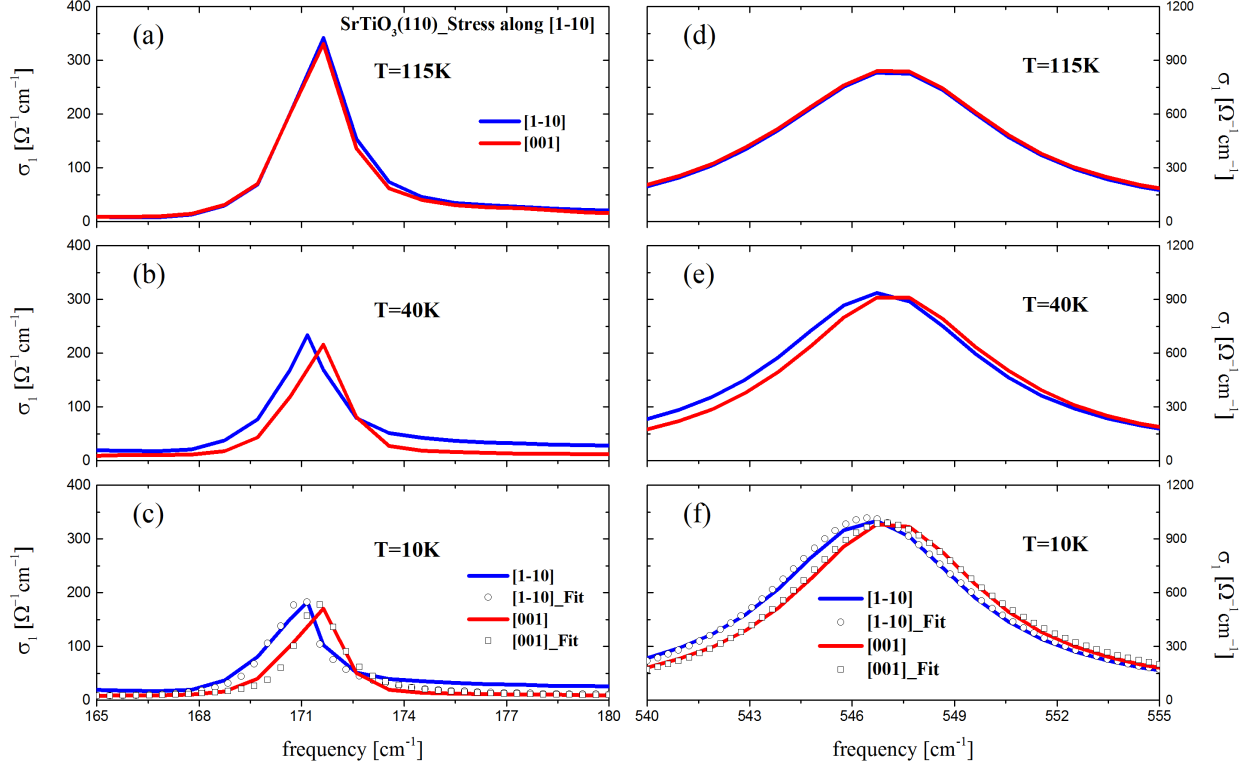 (a)
SrTiO₃(110)_Stress along [1-10]
T=115K
[1-10]
[001]
400
300
200
100
0
σ₁ [Ω⁻¹cm⁻¹]
(d)
T=115K
1200
900
600
300
0
σ₁ [Ω⁻¹cm⁻¹]
(b)
T=40K
400
300
200
100
0
σ₁ [Ω⁻¹cm⁻¹]
(e)
T=40K
1200
900
600
300
0
σ₁ [Ω⁻¹cm⁻¹]
(c)
T=10K
[1-10]
[1-10]_Fit
[001]
[001]_Fit
400
300
200
100
0
σ₁ [Ω⁻¹cm⁻¹]
165 168 171 174 177 180
frequency [cm⁻¹]
(f)
T=10K
[1-10]
[1-10]_Fit
[001]
[001]_Fit
1200
900
600
300
0
σ₁ [Ω⁻¹cm⁻¹]
540 543 546 549 552 555
frequency [cm⁻¹]